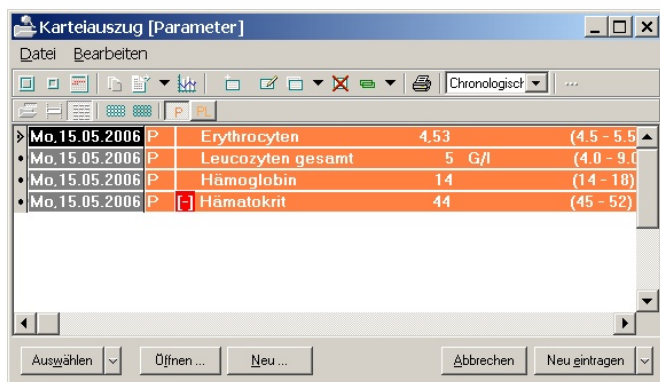 Karteiauszug [Parameter]
Datei Bearbeiten
Chronologisch
P PL
Mo,15.05.2006 P Erythrocyten 4,53 (4.5 - 5.5
Mo,15.05.2006 P Leucozyten gesamt 5 G/l (4.0 - 9.0
Mo,15.05.2006 P Hämoglobin 14 (14 - 18)
Mo,15.05.2006 P [-] Hämatokrit 44 (45 - 52)
Auswählen Öffnen ... Neu ... Abbrechen Neu eintragen